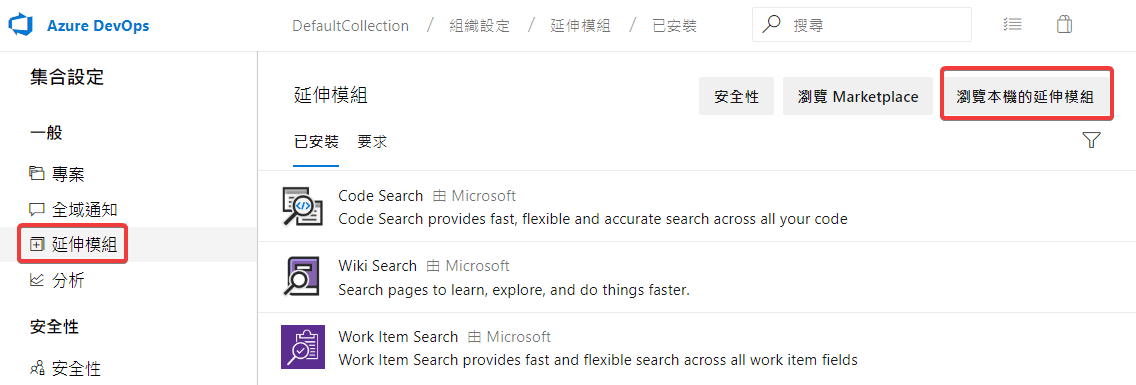 Azure DevOps
DefaultCollection / 組織設定 / 延伸模組 / 已安裝
搜尋
集合設定
一般
專案
全域通知
延伸模組
分析
安全性
安全性
延伸模組
安全性
瀏覽 Marketplace
瀏覽本機的延伸模組
已安裝 要求
Code Search 由 Microsoft
Code Search provides fast, flexible and accurate search across all your code
Wiki Search 由 Microsoft
Search pages to learn, explore, and do things faster.
Work Item Search 由 Microsoft
Work Item Search provides fast and flexible search across all work item fields